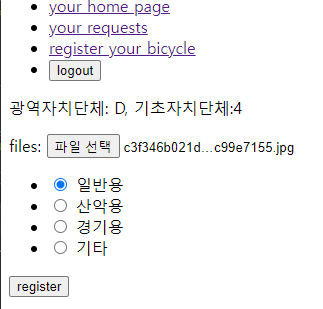 your home page
your requests
register your bicycle
logout
광역자치단체: D, 기초자치단체:4
files: 파일 선택 c3f346b021d...c99e7155.jpg
일반용
산악용
경기용
기타
register